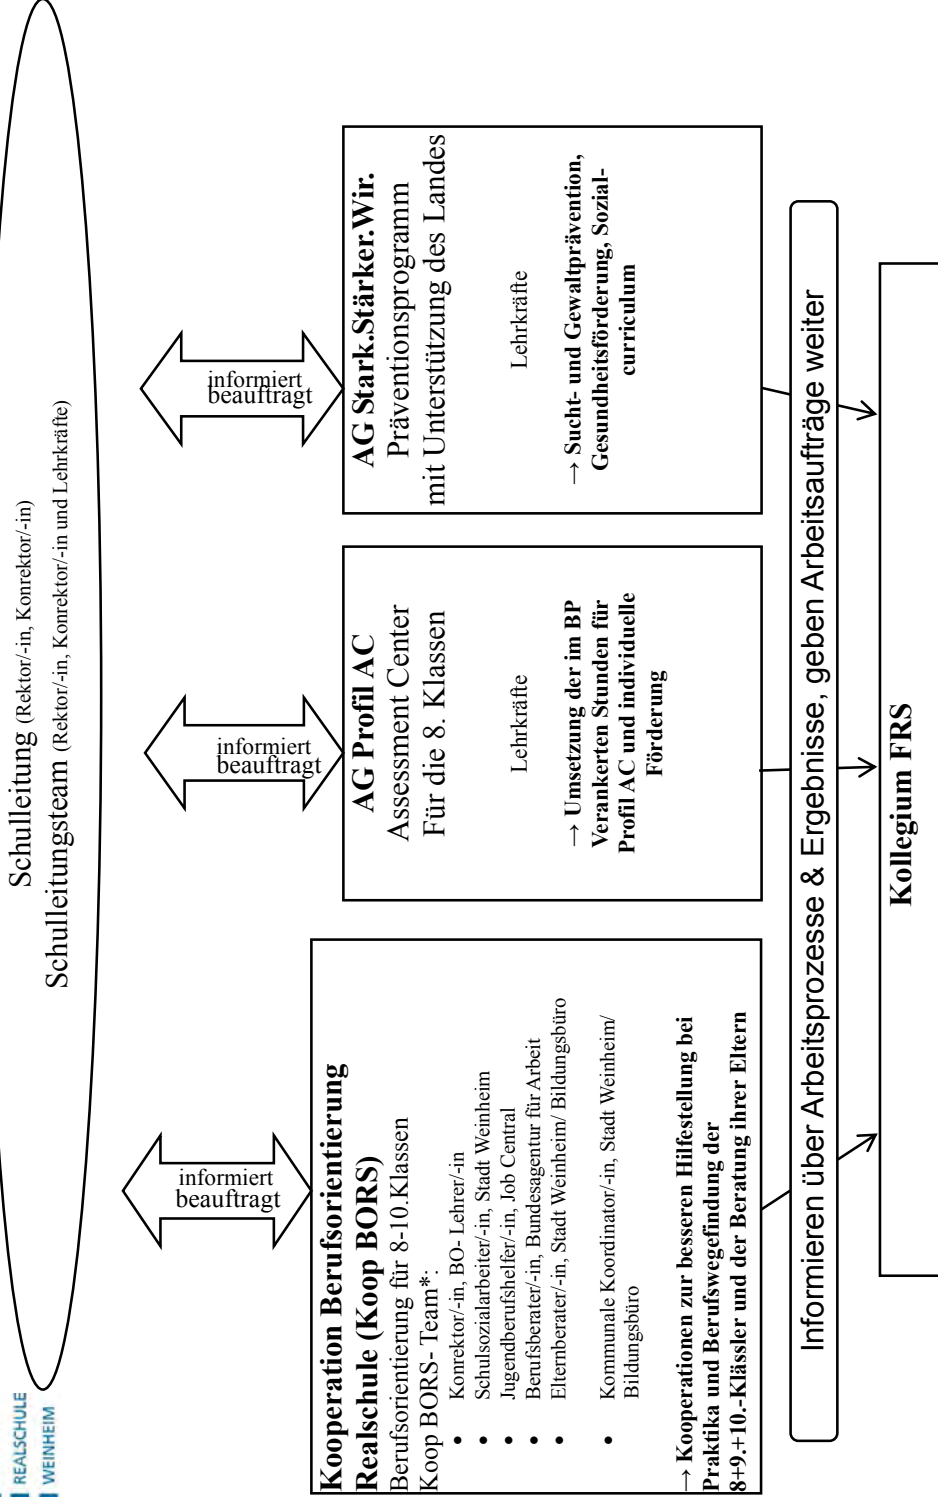 REALSCHULE
WEINHEIM
Schulleitung (Rektor/-in, Konrektor/-in)
Schulleitungsteam (Rektor/-in, Konrektor/-in und Lehrkräfte)
informiert
beauftragt
informiert
beauftragt
informiert
beauftragt
Kooperation Berufsorientierung
Realschule (Koop BORS)
Berufsorientierung für 8-10.Klassen
Koop BORS- Team*:
• Konrektor/-in, BO- Lehrer/-in
• Schulsozialarbeiter/-in, Stadt Weinheim
• Jugendberufshelfer/-in, Job Central
• Berufsberater/-in, Bundesagentur für Arbeit
• Elternberater/-in, Stadt Weinheim/ Bildungsbüro
• Kommunale Koordinator/-in, Stadt Weinheim/
Bildungsbüro
→ Kooperationen zur besseren Hilfestellung bei
Praktika und Berufswegefindung der
8+9.+10.-Klässler und der Beratung ihrer Eltern
AG Profil AC
Assessment Center
Für die 8. Klassen
Lehrkräfte
→ Umsetzung der im BP
Verankerten Stunden für
Profil AC und individuelle
Förderung
AG Stark.Stärker.Wir.
Präventionsprogramm
mit Unterstützung des Landes
Lehrkräfte
→ Sucht- und Gewaltprävention,
Gesundheitsförderung, Sozial-
curriculum
Informieren über Arbeitsprozesse & Ergebnisse, geben Arbeitsaufträge weiter
Kollegium FRS